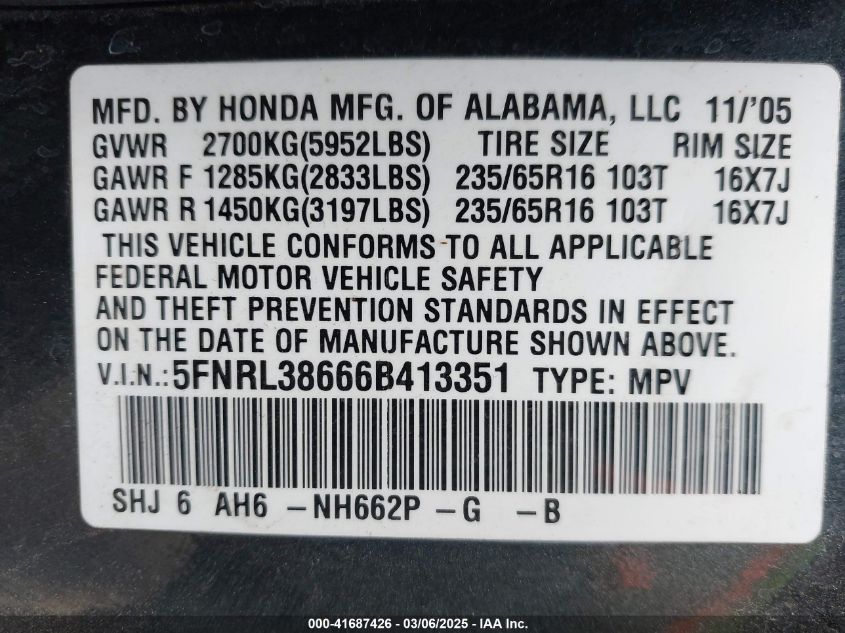 MFD. BY HONDA MFG. OF ALABAMA, LLC 11/'05
GVWR 2700KG(5952LBS) TIRE SIZE RIM SIZE
GAWR F 1285KG(2833LBS) 235/65R16 103T 16X7J
GAWR R 1450KG(3197LBS) 235/65R16 103T 16X7J
THIS VEHICLE CONFORMS TO ALL APPLICABLE
FEDERAL MOTOR VEHICLE SAFETY
AND THEFT PREVENTION STANDARDS IN EFFECT
ON THE DATE OF MANUFACTURE SHOWN ABOVE.
V.I.N.: 5FNRL38666B413351 TYPE: MPV
SHJ 6 AH6 -NH662P -G -B
000-41687426 - 03/06/2025 - IAA Inc.